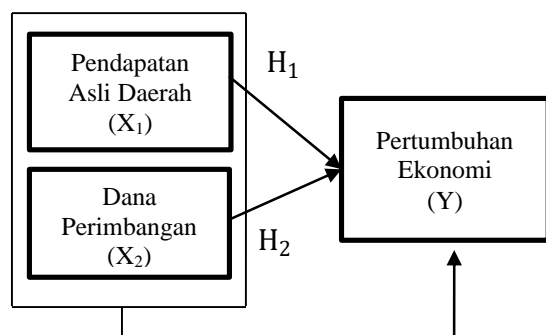 Pendapatan
Asli Daerah
(X₁)
H₁
Dana
Perimbangan
(X₂)
H₂
Pertumbuhan
Ekonomi
(Y)